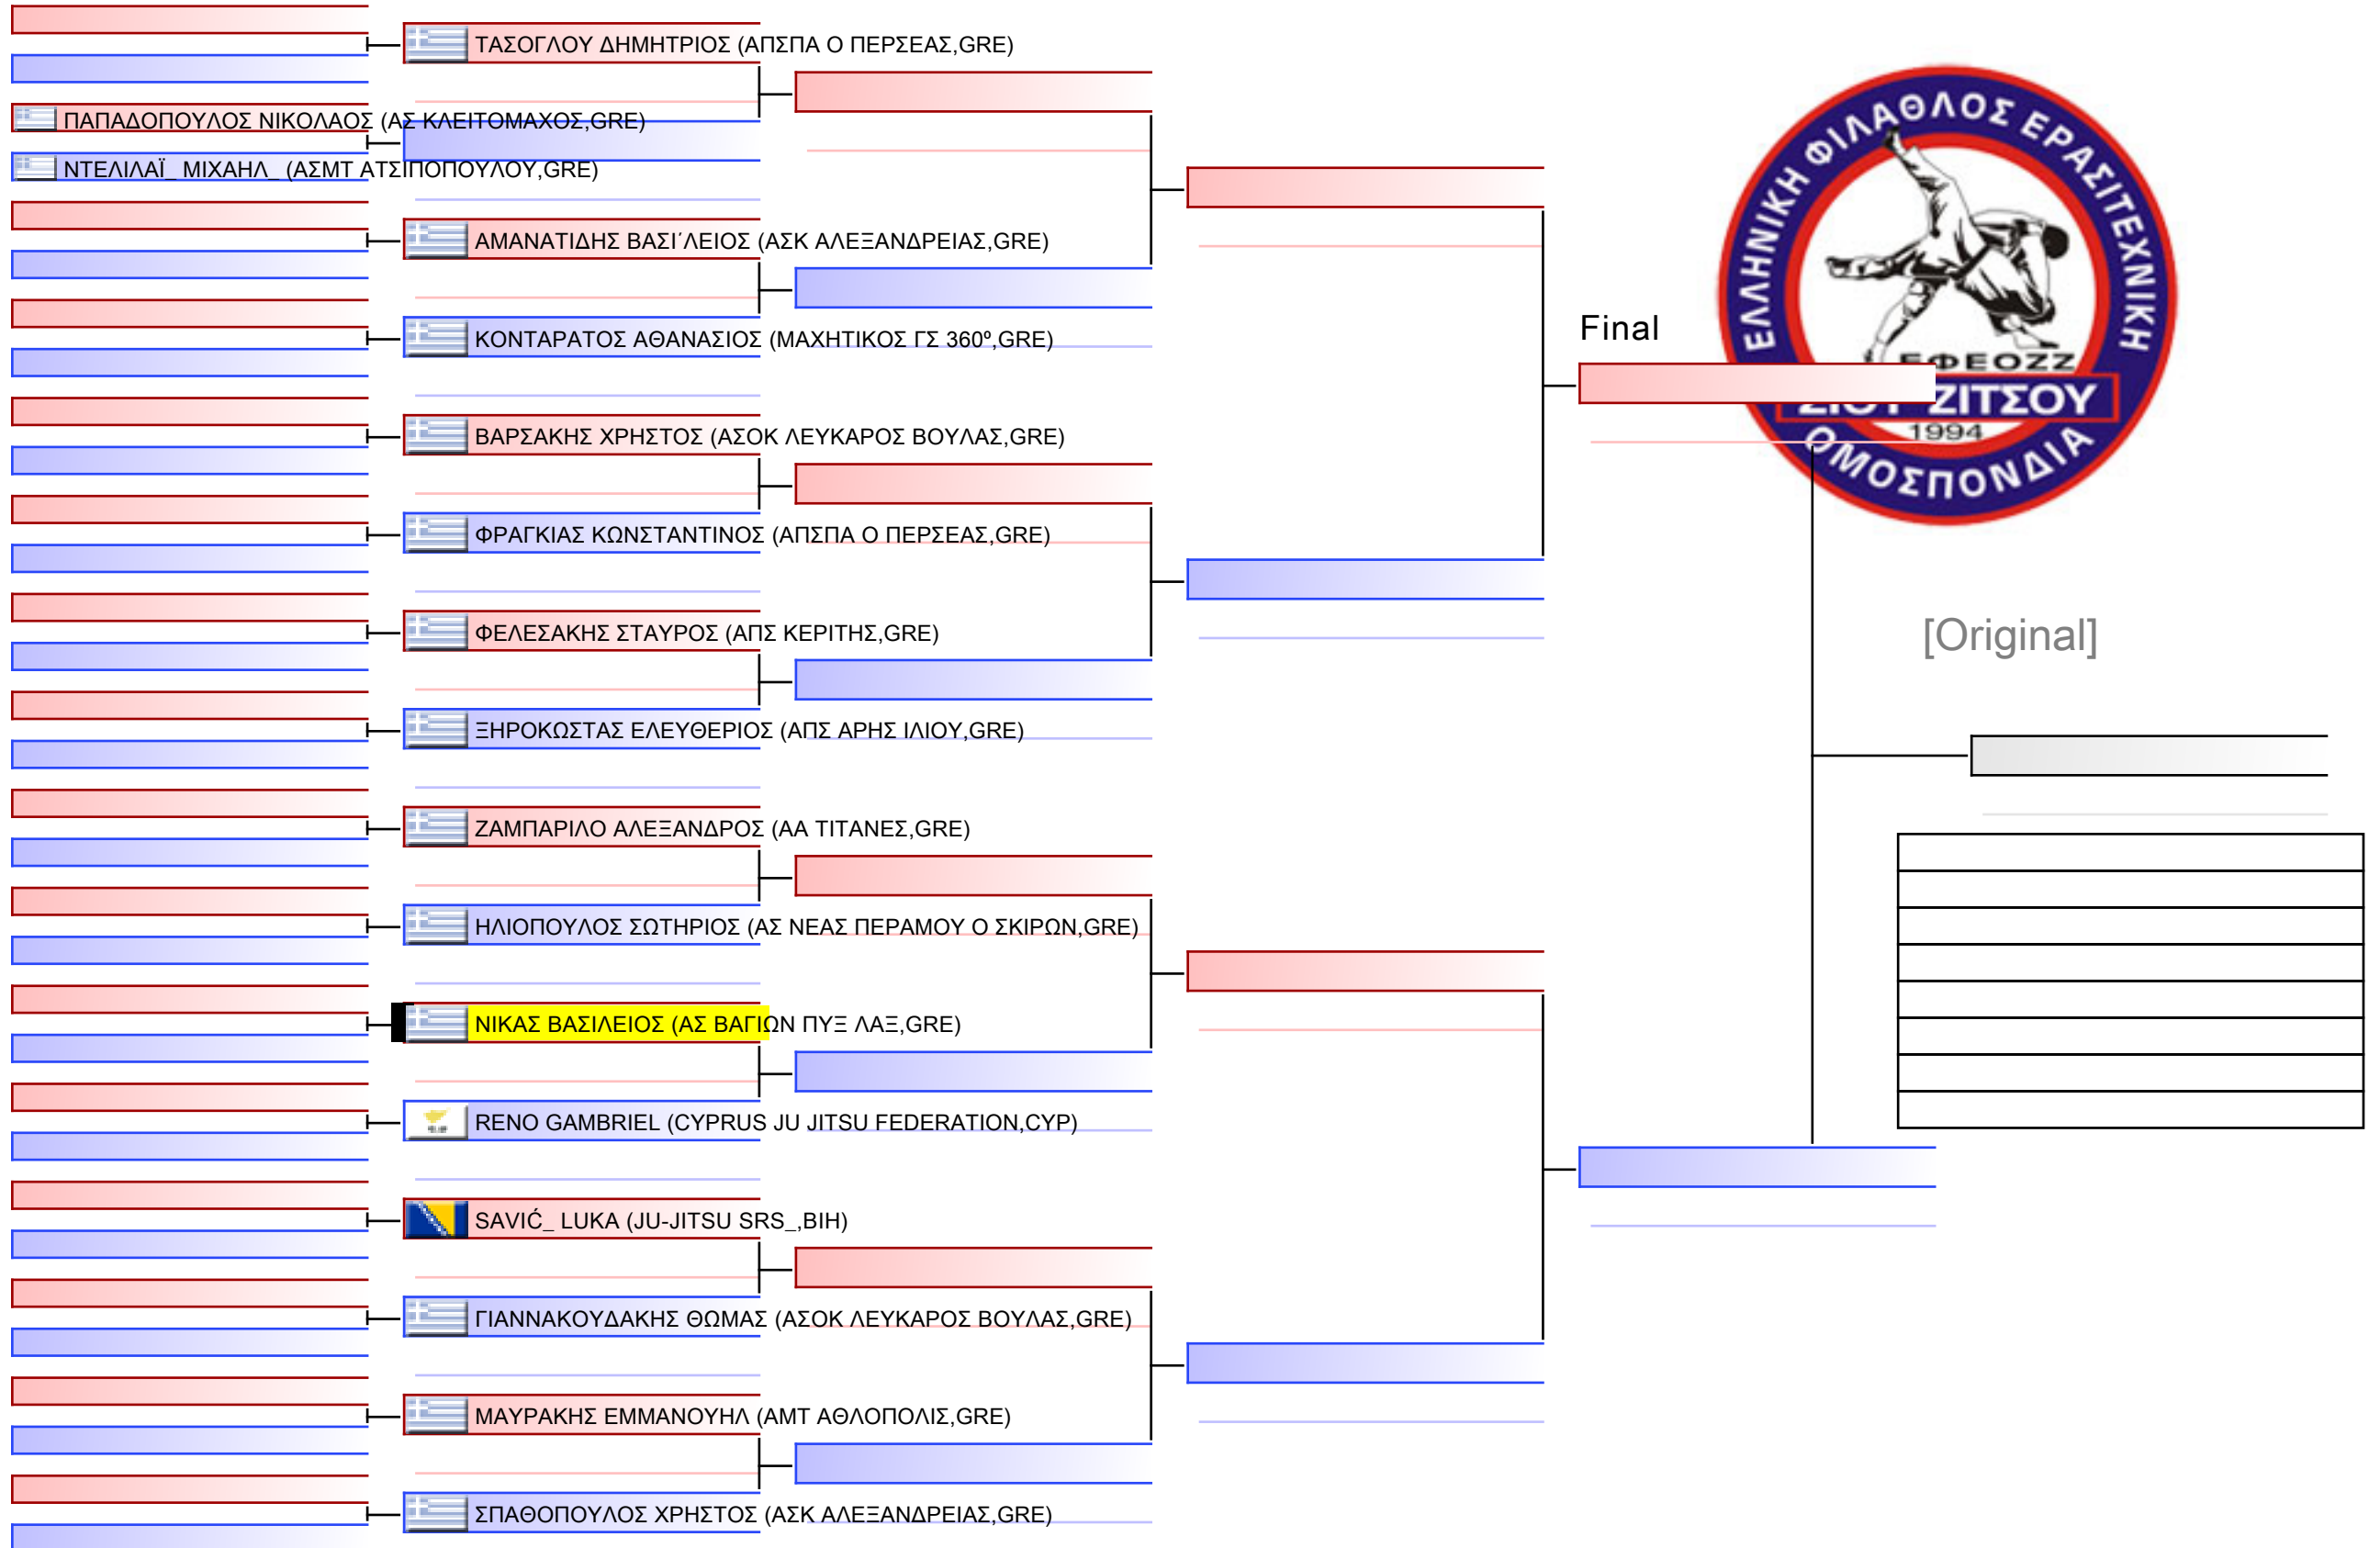 ΤΑΣΟΓΛΟΥ ΔΗΜΗΤΡΙΟΣ (ΑΠΣΠΑ Ο ΠΕΡΣΕΑΣ,GRE)
ΠΑΠΑΔΟΠΟΥΛΟΣ ΝΙΚΟΛΑΟΣ (ΑΣ ΚΛΕΙΤΟΜΑΧΟΣ,GRE)
ΝΤΕΛΙΛΑΪ_ ΜΙΧΑΗΛ_ (ΑΣΜΤ ΑΤΣΙΠΟΠΟΥΛΟΥ,GRE)
ΑΜΑΝΑΤΙΔΗΣ ΒΑΣΙ΄ΛΕΙΟΣ (ΑΣΚ ΑΛΕΞΑΝΔΡΕΙΑΣ,GRE)
ΚΟΝΤΑΡΑΤΟΣ ΑΘΑΝΑΣΙΟΣ (ΜΑΧΗΤΙΚΟΣ ΓΣ 360º,GRE)
ΒΑΡΣΑΚΗΣ ΧΡΗΣΤΟΣ (ΑΣΟΚ ΛΕΥΚΑΡΟΣ ΒΟΥΛΑΣ,GRE)
ΦΡΑΓΚΙΑΣ ΚΩΝΣΤΑΝΤΙΝΟΣ (ΑΠΣΠΑ Ο ΠΕΡΣΕΑΣ,GRE)
ΦΕΛΕΣΑΚΗΣ ΣΤΑΥΡΟΣ (ΑΠΣ ΚΕΡΙΤΗΣ,GRE)
ΞΗΡΟΚΩΣΤΑΣ ΕΛΕΥΘΕΡΙΟΣ (ΑΠΣ ΑΡΗΣ ΙΛΙΟΥ,GRE)
ΖΑΜΠΑΡΙΛΟ ΑΛΕΞΑΝΔΡΟΣ (ΑΑ ΤΙΤΑΝΕΣ,GRE)
ΗΛΙΟΠΟΥΛΟΣ ΣΩΤΗΡΙΟΣ (ΑΣ ΝΕΑΣ ΠΕΡΑΜΟΥ Ο ΣΚΙΡΩΝ,GRE)
ΝΙΚΑΣ ΒΑΣΙΛΕΙΟΣ (ΑΣ ΒΑΓΙΩΝ ΠΥΞ ΛΑΞ,GRE)
RENO GAMBRIEL (CYPRUS JU JITSU FEDERATION,CYP)
SAVIĆ_ LUKA (JU-JITSU SRS_,BIH)
ΓΙΑΝΝΑΚΟΥΔΑΚΗΣ ΘΩΜΑΣ (ΑΣΟΚ ΛΕΥΚΑΡΟΣ ΒΟΥΛΑΣ,GRE)
ΜΑΥΡΑΚΗΣ ΕΜΜΑΝΟΥΗΛ (ΑΜΤ ΑΘΛΟΠΟΛΙΣ,GRE)
ΣΠΑΘΟΠΟΥΛΟΣ ΧΡΗΣΤΟΣ (ΑΣΚ ΑΛΕΞΑΝΔΡΕΙΑΣ,GRE)
Final
ΕΛΛΗΝΙΚΗ ΦΙΛΑΘΛΟΣ ΕΡΑΣΙΤΕΧΝΙΚΗ
ΕΦΕΟΖΖ
ΖΙΤΣΟΥ
1994
ΟΜΟΣΠΟΝΔΙΑ
[Original]